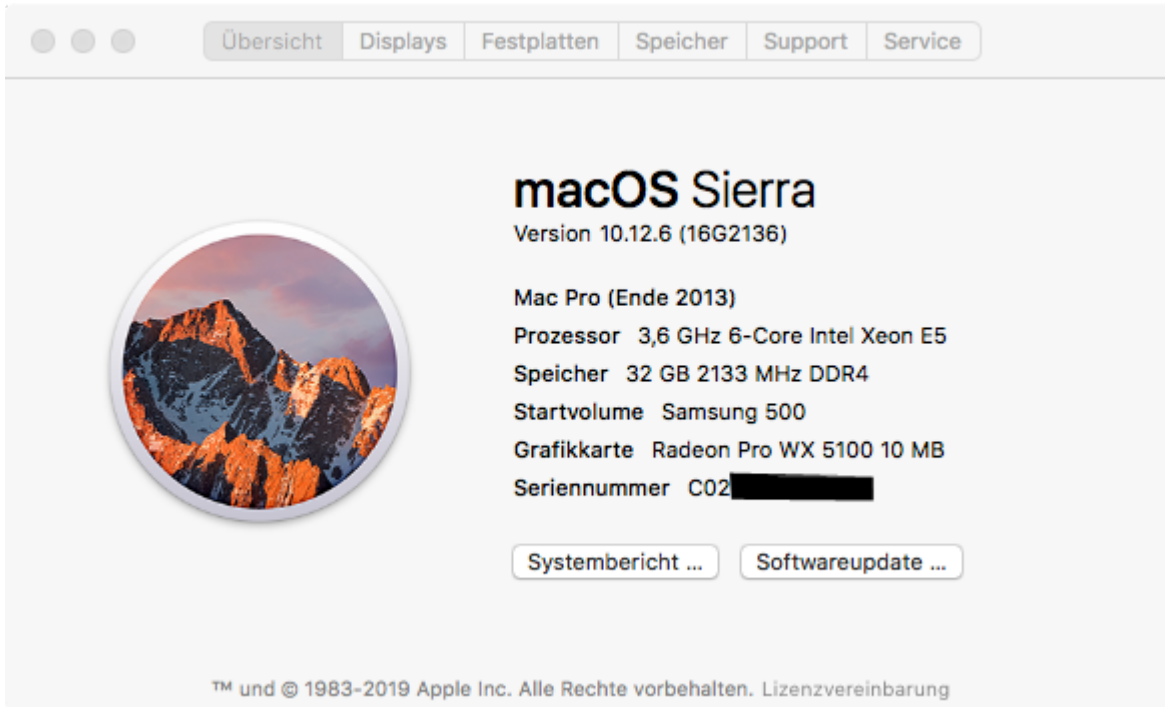 Übersicht Displays Festplatten Speicher Support Service
macOS Sierra
Version 10.12.6 (16G2136)
Mac Pro (Ende 2013)
Prozessor 3,6 GHz 6-Core Intel Xeon E5
Speicher 32 GB 2133 MHz DDR4
Startvolume Samsung 500
Grafikkarte Radeon Pro WX 5100 10 MB
Seriennummer C02
Systembericht ... Softwareupdate ...
™ und © 1983-2019 Apple Inc. Alle Rechte vorbehalten. Lizenzvereinbarung